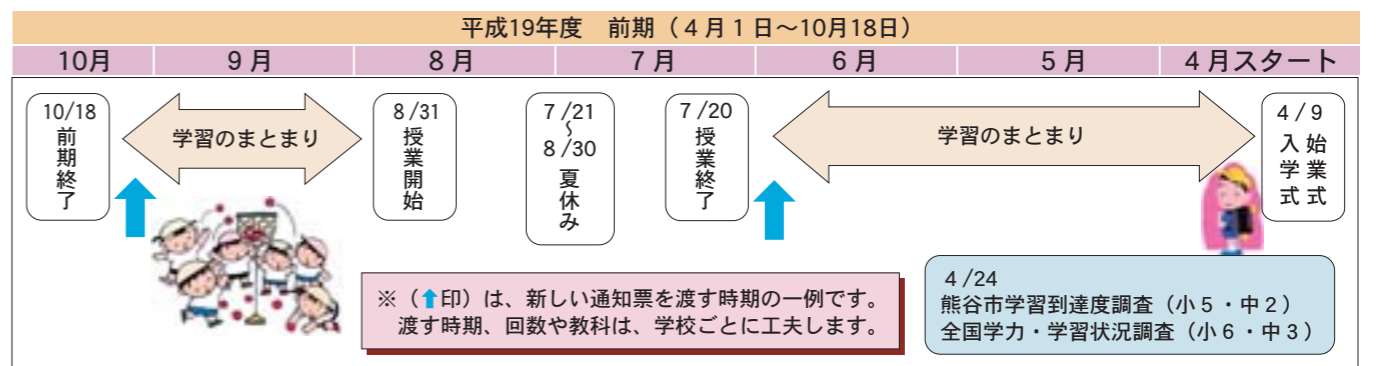 平成19年度　前期（４月１日～10月18日）
10月
９月
８月
７月
６月
５月
４月スタート
10/18
前期終了
学習のまとまり
８/31
授業開始
７/21
～
８/30
夏休み
７/20
授業終了
学習のまとまり
４/９
始業式
入学式
※（⬆印）は、新しい通知票を渡す時期の一例です。
渡す時期、回数や教科は、学校ごとに工夫します。
４/24
熊谷市学習到達度調査（小５・中２）
全国学力・学習状況調査（小６・中３）